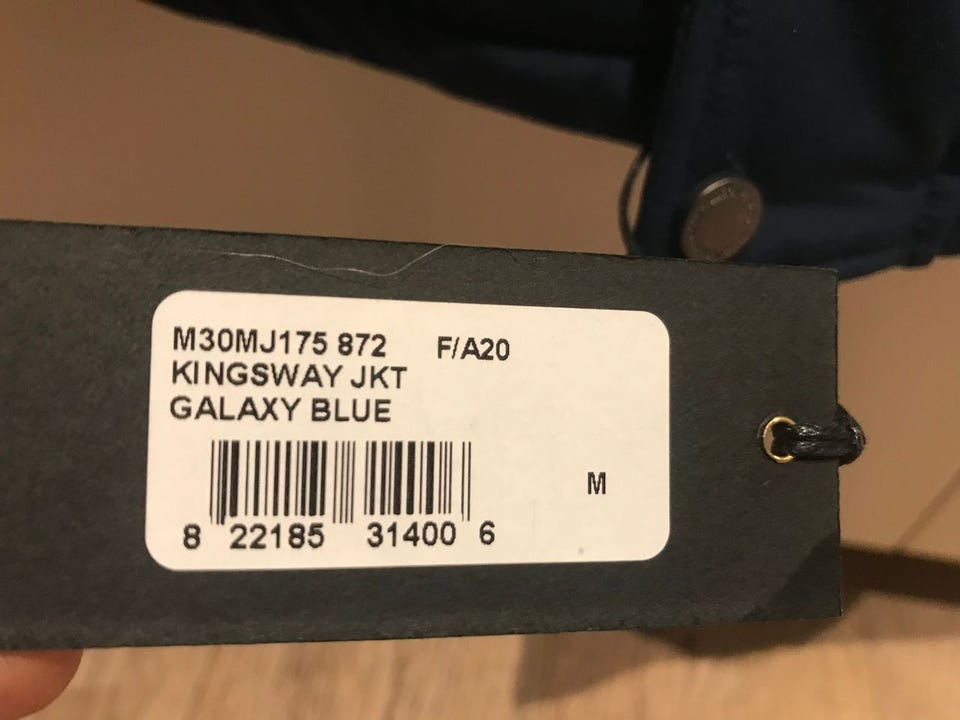 M30MJ175 872 F/A20
KINGSWAY JKT
GALAXY BLUE
M
8 22185 31400 6